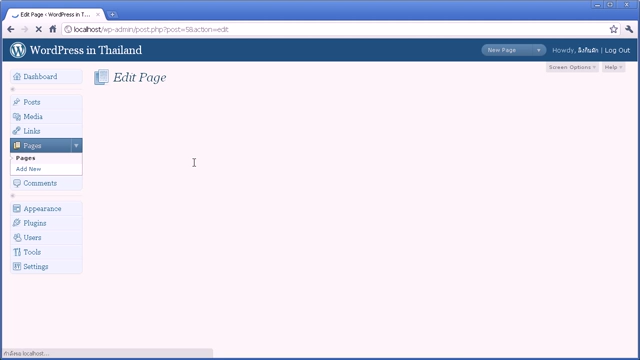 Edit Page ‹ WordPress in T...
localhost/wp-admin/post.php?post=5&action=edit
WordPress in Thailand
New Page
Howdy, | Log Out
Screen Options
Help
Dashboard
Edit Page
Posts
Media
Links
Pages
Pages
Add New
Comments
Appearance
Plugins
Users
Tools
Settings
localhost...